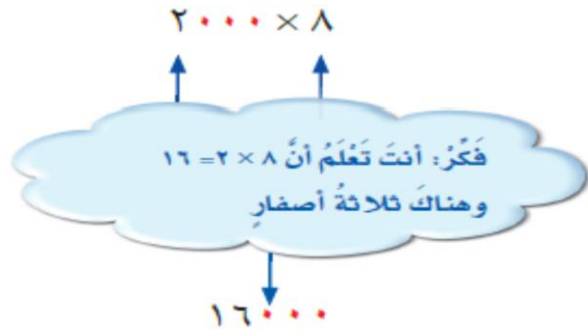 ٢٠٠٠ × ٨
فَكِّرْ: أنتَ تَعْلَمُ أنَّ ٨ × ٢ = ١٦
وهناكَ ثلاثةُ أصفارٍ
١٦٠٠٠